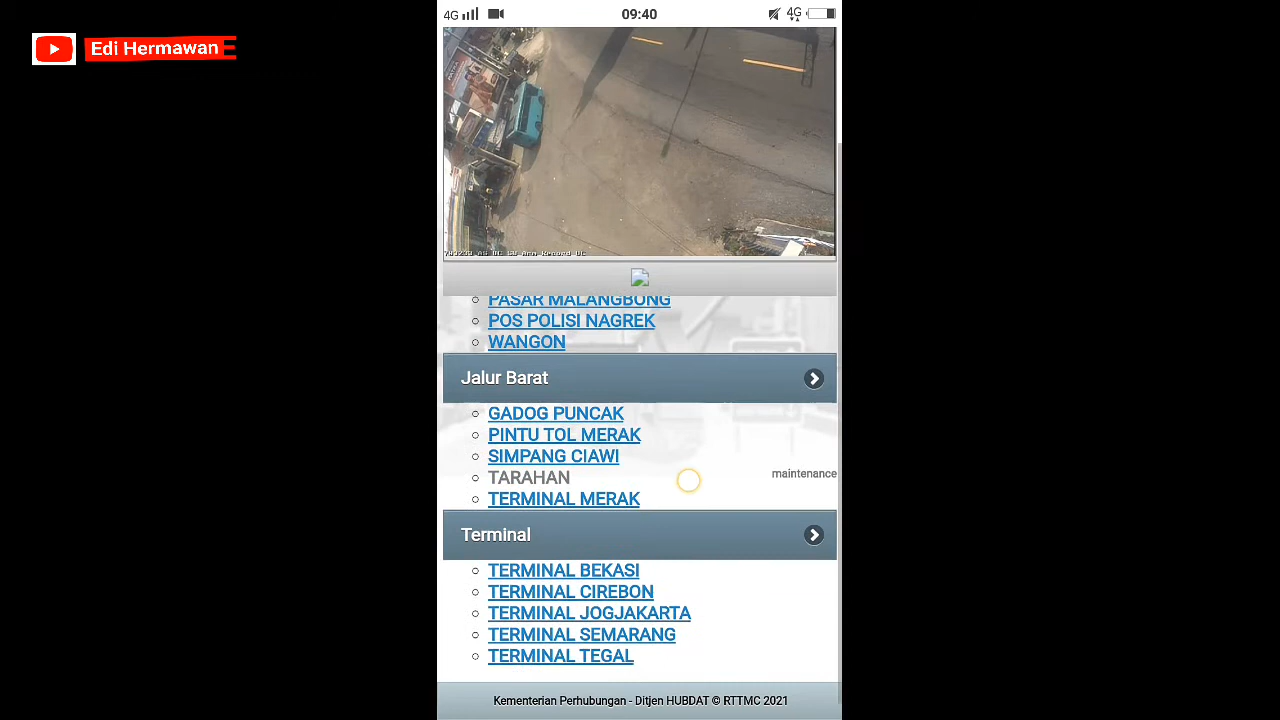 Edi Hermawan
4G
09:40
4G
PASAR MALANGBONG
POS POLISI NAGREK
WANGON
Jalur Barat
GADOG PUNCAK
PINTU TOL MERAK
SIMPANG CIAWI
TARAHAN
maintenance
TERMINAL MERAK
Terminal
TERMINAL BEKASI
TERMINAL CIREBON
TERMINAL JOGJAKARTA
TERMINAL SEMARANG
TERMINAL TEGAL
Kementerian Perhubungan - Ditjen HUBDAT © RTTMC 2021